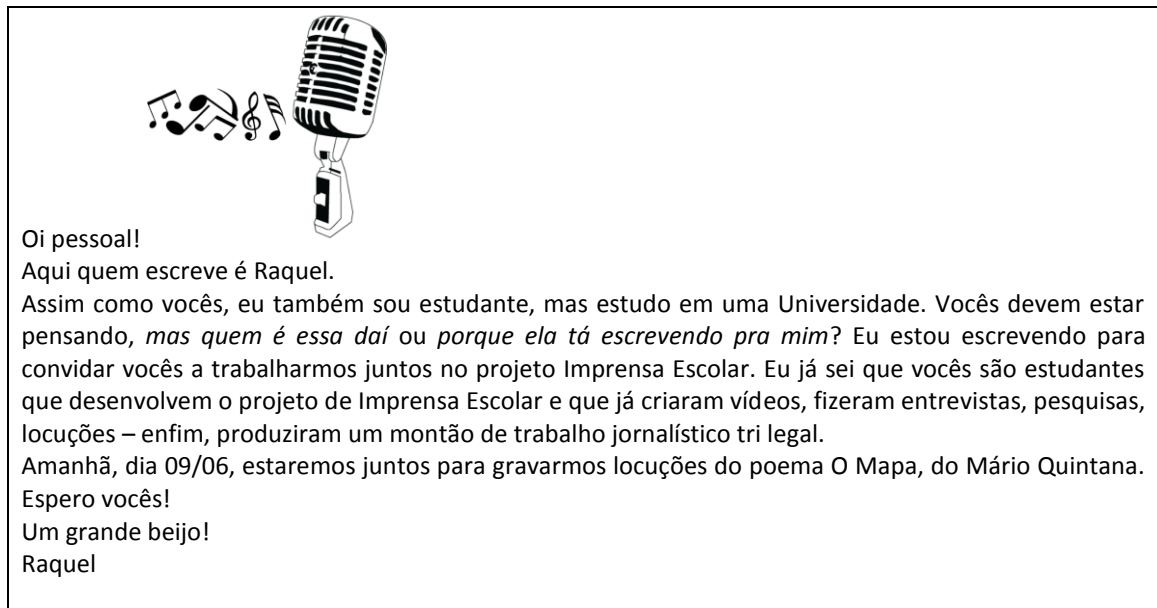 Oi pessoal!
Aqui quem escreve é Raquel.
Assim como vocês, eu também sou estudante, mas estudo em uma Universidade. Vocês devem estar
pensando, mas quem é essa daí ou porque ela tá escrevendo pra mim? Eu estou escrevendo para
convidar vocês a trabalharmos juntos no projeto Imprensa Escolar. Eu já sei que vocês são estudantes
que desenvolvem o projeto de Imprensa Escolar e que já criaram vídeos, fizeram entrevistas, pesquisas,
locuções – enfim, produziram um montão de trabalho jornalístico tri legal.
Amanhã, dia 09/06, estaremos juntos para gravarmos locuções do poema O Mapa, do Mário Quintana.
Espero vocês!
Um grande beijo!
Raquel